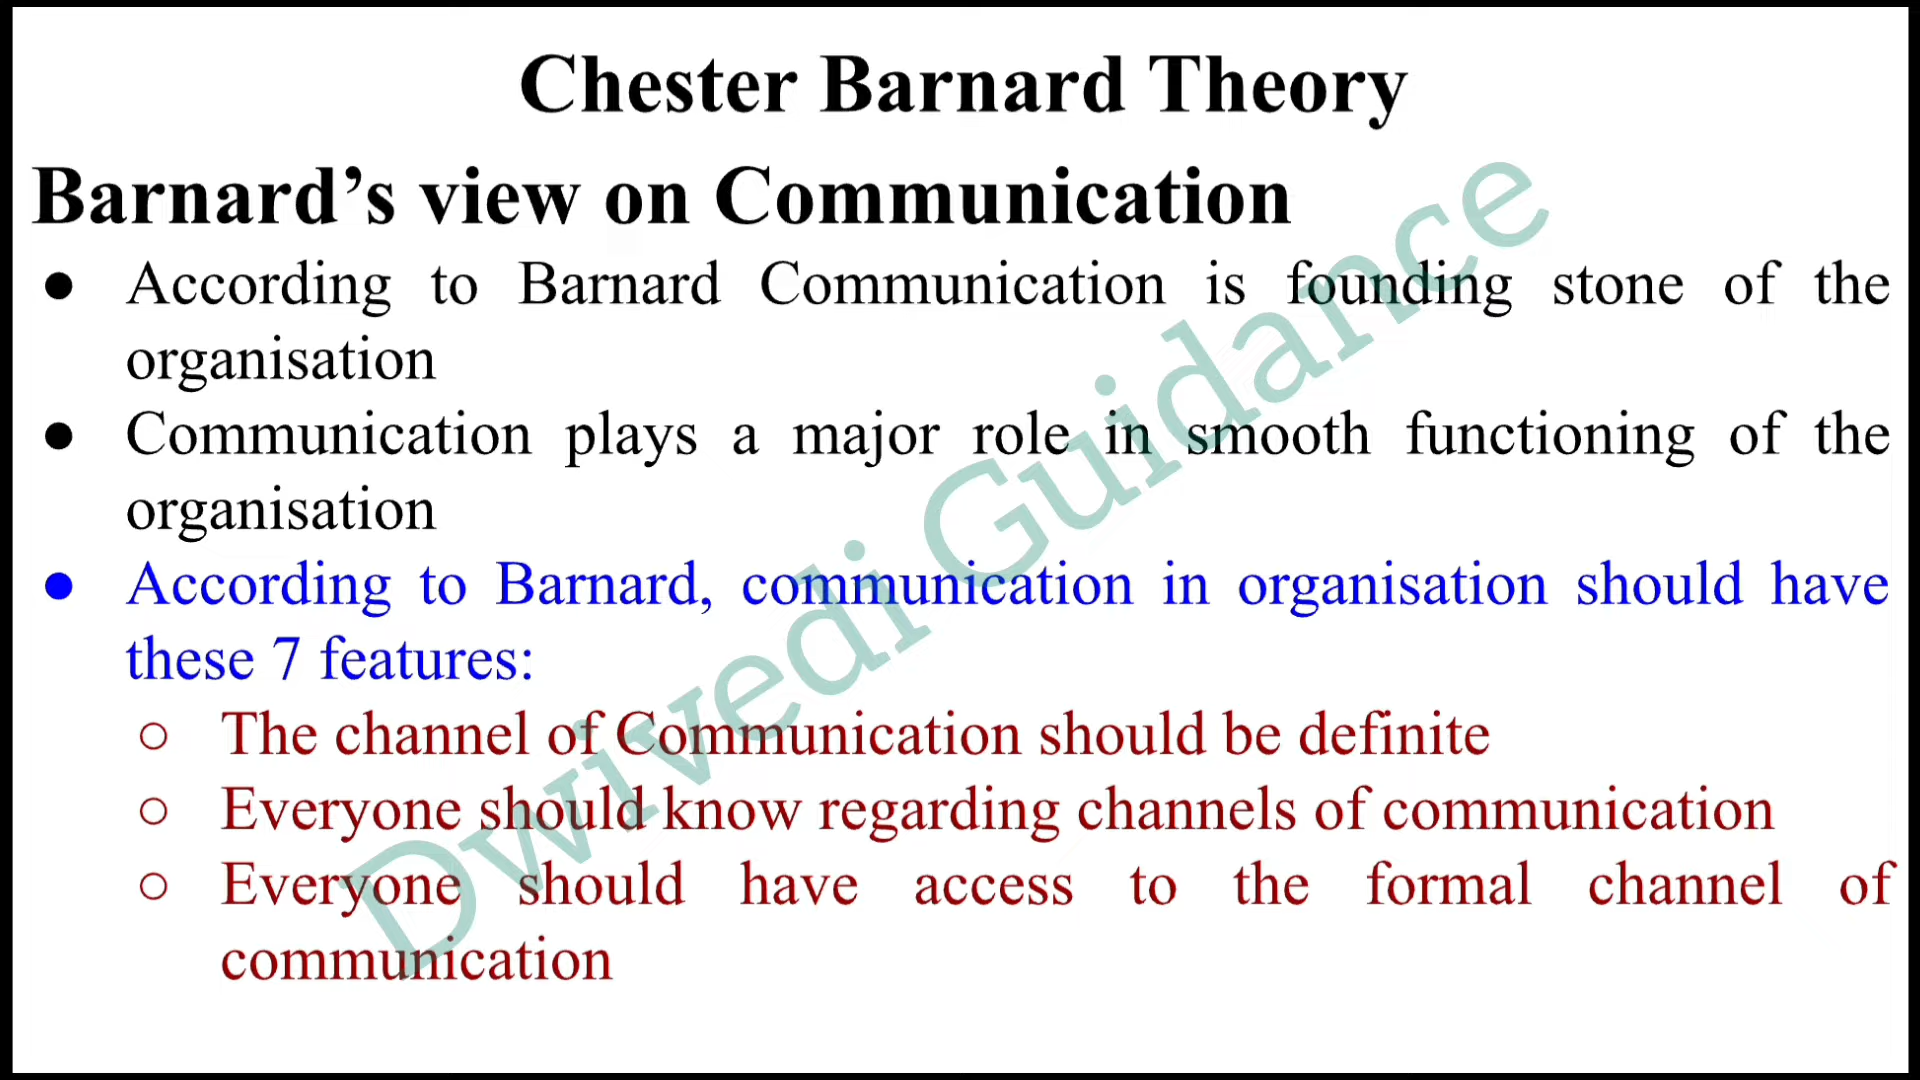 Chester Barnard Theory
Barnard’s view on Communication
● According to Barnard Communication is founding stone of the
organisation
● Communication plays a major role in smooth functioning of the
organisation
● According to Barnard, communication in organisation should have
these 7 features:
○ The channel of Communication should be definite
○ Everyone should know regarding channels of communication
○ Everyone should have access to the formal channel of
communication
Dwivedi Guidance